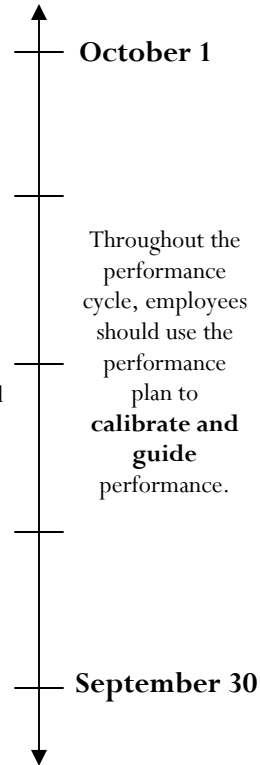 October 1
Throughout the
performance
cycle, employees
should use the
performance
plan to
calibrate and
guide
performance.
September 30